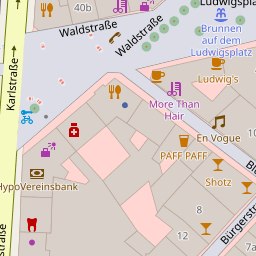 40b
Waldstraße
Waldstraße
Ludwigspl
Brunnen
auf dem
Ludwigsplatz
Karlstraße
Ludwig's
More Than
Hair
En Vogue
PAFF PAFF
HypoVereinsbank
Shotz
Bürgerstr
8
12
7a